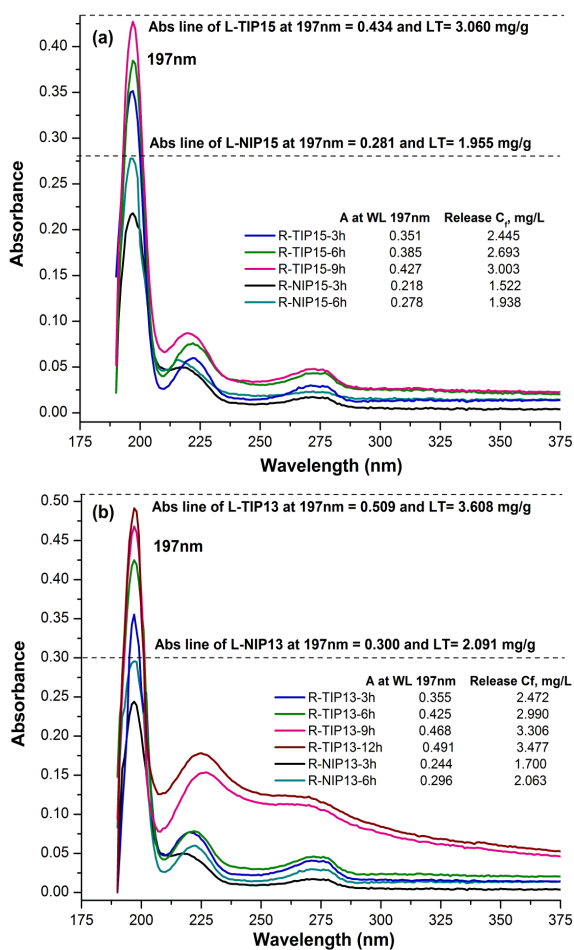 Abs line of L-TIP15 at 197nm = 0.434 and LT= 3.060 mg/g
(a)
197nm
Abs line of L-NIP15 at 197nm = 0.281 and LT= 1.955 mg/g
A at WL 197nm Release Cf, mg/L
R-TIP15-3h 0.351 2.445
R-TIP15-6h 0.385 2.693
R-TIP15-9h 0.427 3.003
R-NIP15-3h 0.218 1.522
R-NIP15-6h 0.278 1.938
Absorbance
0.40
0.35
0.30
0.25
0.20
0.15
0.10
0.05
0.00
175 200 225 250 275 300 325 350 375
Wavelength (nm)
(b)
Abs line of L-TIP13 at 197nm = 0.509 and LT= 3.608 mg/g
197nm
Abs line of L-NIP13 at 197nm = 0.300 and LT= 2.091 mg/g
A at WL 197nm Release Cf, mg/L
R-TIP13-3h 0.355 2.472
R-TIP13-6h 0.425 2.990
R-TIP13-9h 0.468 3.306
R-TIP13-12h 0.491 3.477
R-NIP13-3h 0.244 1.700
R-NIP13-6h 0.296 2.063
Absorbance
0.50
0.45
0.40
0.35
0.30
0.25
0.20
0.15
0.10
0.05
0.00
175 200 225 250 275 300 325 350 375
Wavelength (nm)